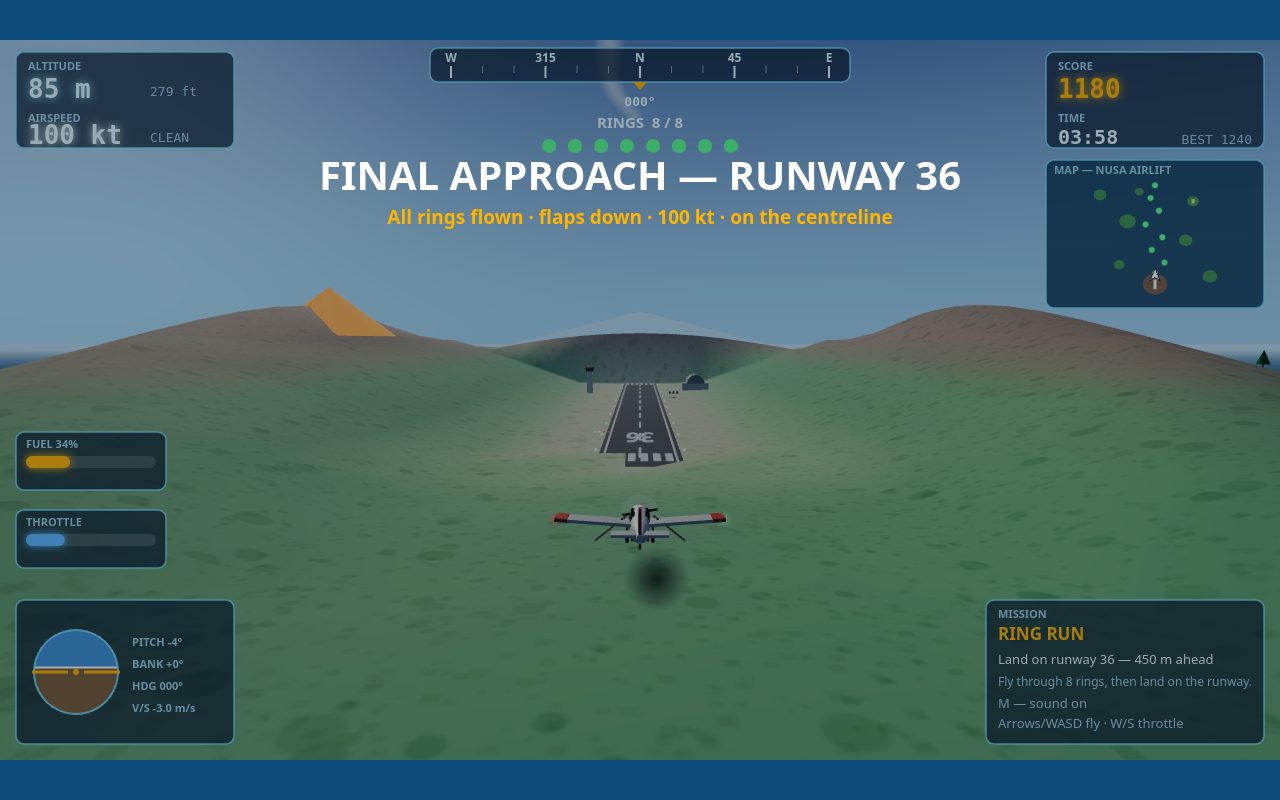 ALTITUDE
85 m 279 ft
AIRSPEED
100 kt CLEAN
W 315 N 45 E
000°
RINGS 8 / 8
FINAL APPROACH — RUNWAY 36
All rings flown · flaps down · 100 kt · on the centreline
SCORE
1180
TIME
03:58 BEST 1240
MAP — NUSA AIRLIFT
36
FUEL 34%
THROTTLE
PITCH -4°
BANK +0°
HDG 000°
V/S -3.0 m/s
MISSION
RING RUN
Land on runway 36 — 450 m ahead
Fly through 8 rings, then land on the runway.
M — sound on
Arrows/WASD fly · W/S throttle